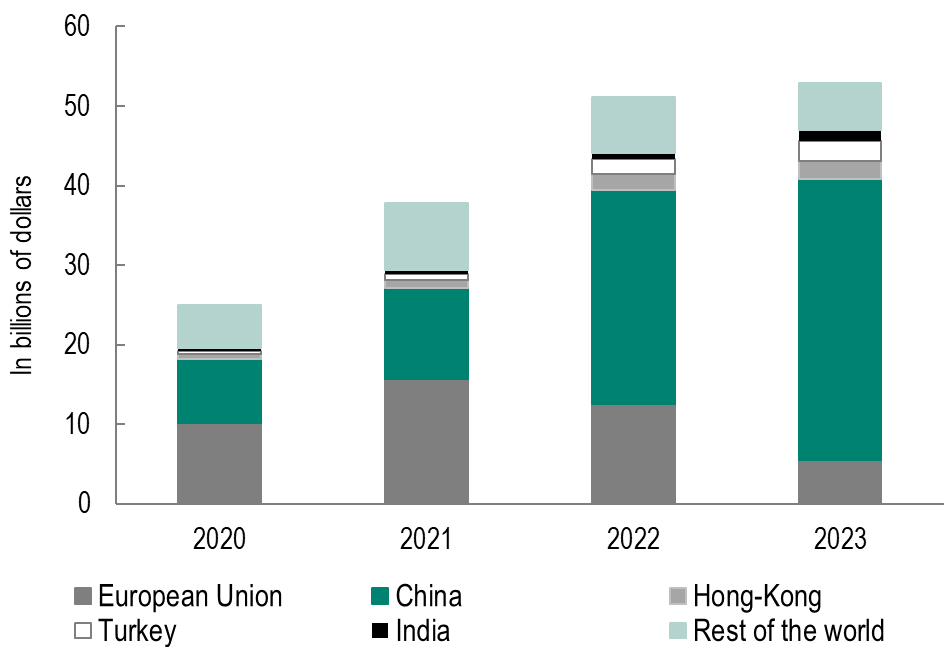 In billions of dollars
60
50
40
30
20
10
0
2020 2021 2022 2023
European Union China Hong-Kong
Turkey India Rest of the world